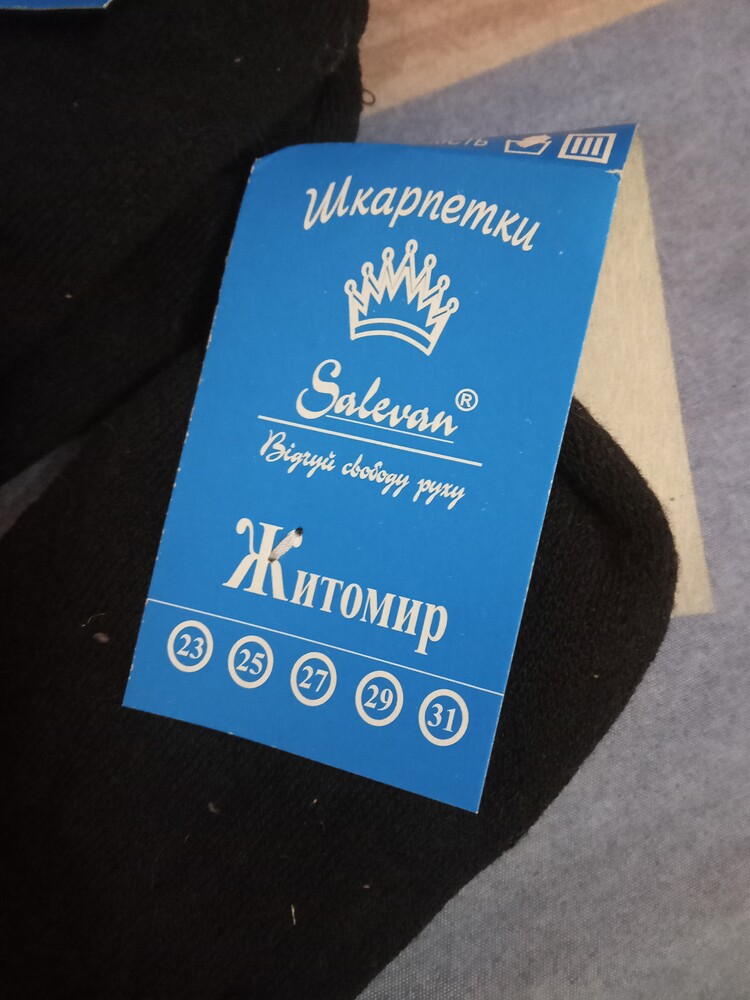 Шкарпетки
Salevan®
Відчуй свободу руху
Житомир
23 25 27 29 31